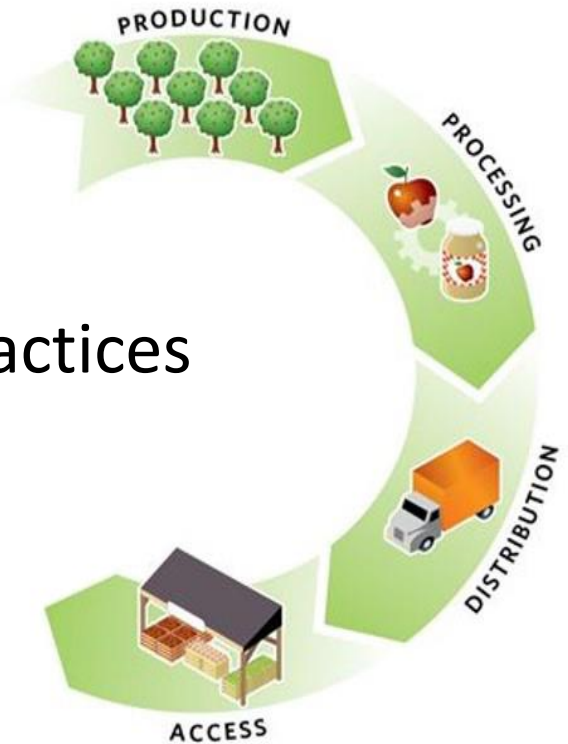 PRODUCTION
PROCESSING
actices
DISTRIBUTION
ACCESS